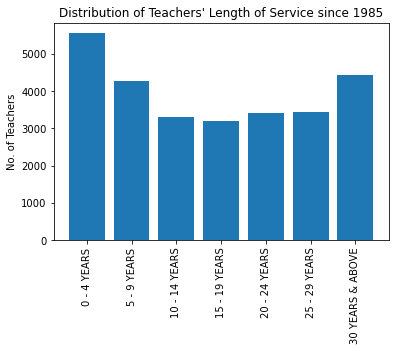 Distribution of Teachers' Length of Service since 1985
No. of Teachers
5000
4000
3000
2000
1000
0
0 - 4 YEARS
5 - 9 YEARS
10 - 14 YEARS
15 - 19 YEARS
20 - 24 YEARS
25 - 29 YEARS
30 YEARS & ABOVE